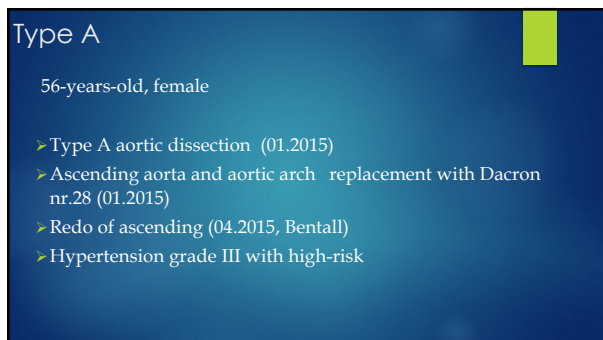 Type A
56-years-old, female
➢Type A aortic dissection (01.2015)
➢Ascending aorta and aortic arch replacement with Dacron
nr.28 (01.2015)
➢Redo of ascending (04.2015, Bentall)
➢Hypertension grade III with high-risk